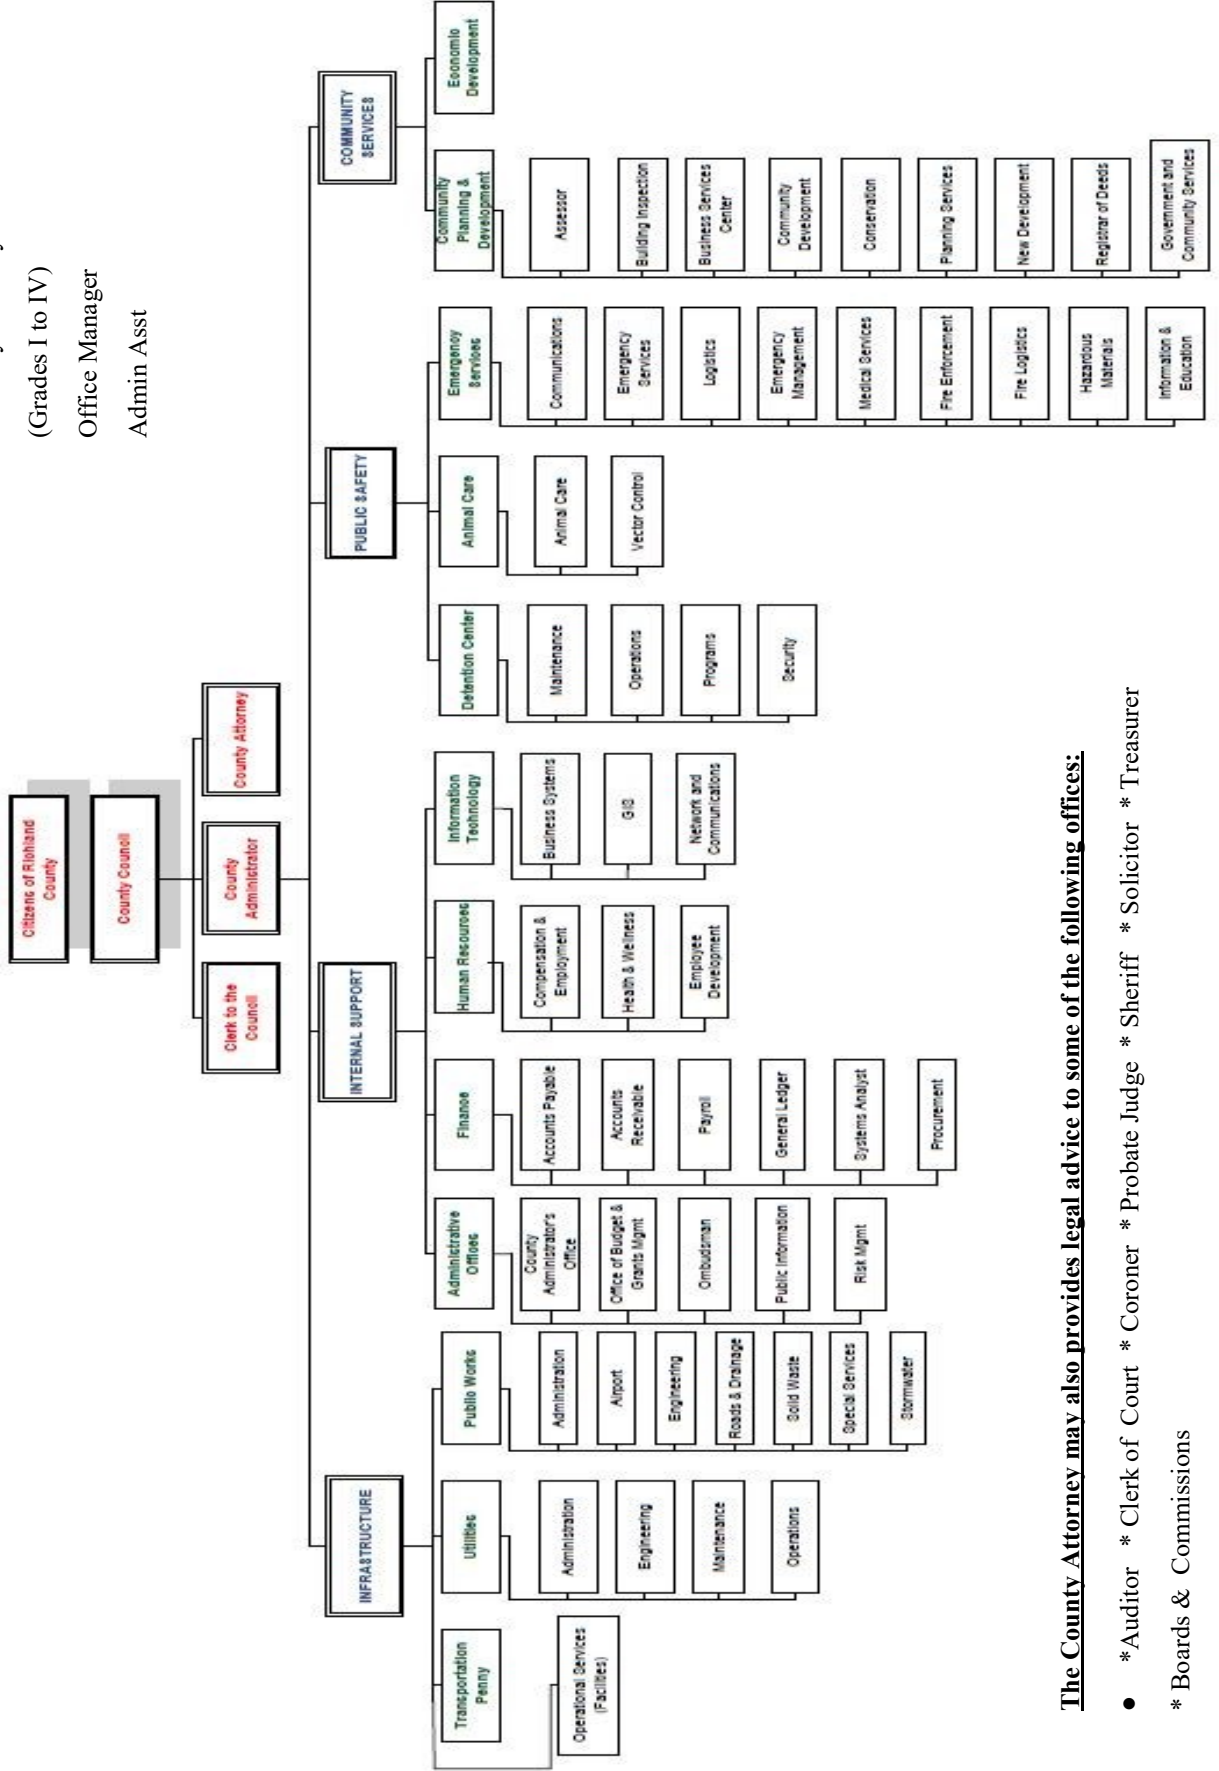 (Grades I to IV)
Office Manager
Admin Asst
Citizens of Richland
County
County Council
Clerk to the
Council
County
Administrator
County Attorney
INFRASTRUCTURE
INTERNAL SUPPORT
PUBLIC SAFETY
COMMUNITY
SERVICES
Transportation
Penny
Operational Services
(Facilities)
Utilities
Administration
Engineering
Maintenance
Operations
Public Works
Administration
Airport
Engineering
Roads & Drainage
Solid Waste
Special Services
Stormwater
Administrative
Offices
County
Administrator's
Office
Office of Budget &
Grants Mgmt
Ombudsman
Public Information
Risk Mgmt
Finance
Accounts Payable
Accounts
Receivable
Payroll
General Ledger
Systems Analyst
Procurement
Human Resources
Compensation &
Employment
Health & Wellness
Employee
Development
Information
Technology
Business Systems
GIS
Network and
Communications
Detention Center
Maintenance
Operations
Programs
Security
Animal Care
Animal Care
Vector Control
Emergency
Services
Communications
Emergency
Services
Logistics
Emergency
Management
Medical Services
Fire Enforcement
Fire Logistics
Hazardous
Materials
Information &
Education
Community
Planning &
Development
Assessor
Building Inspection
Business Services
Center
Community
Development
Conservation
Planning Services
New Development
Registrar of Deeds
Government and
Community Services
Economic
Development
The County Attorney may also provides legal advice to some of the following offices:
● *Auditor * Clerk of Court * Coroner * Probate Judge * Sheriff * Solicitor * Treasurer
* Boards & Commissions